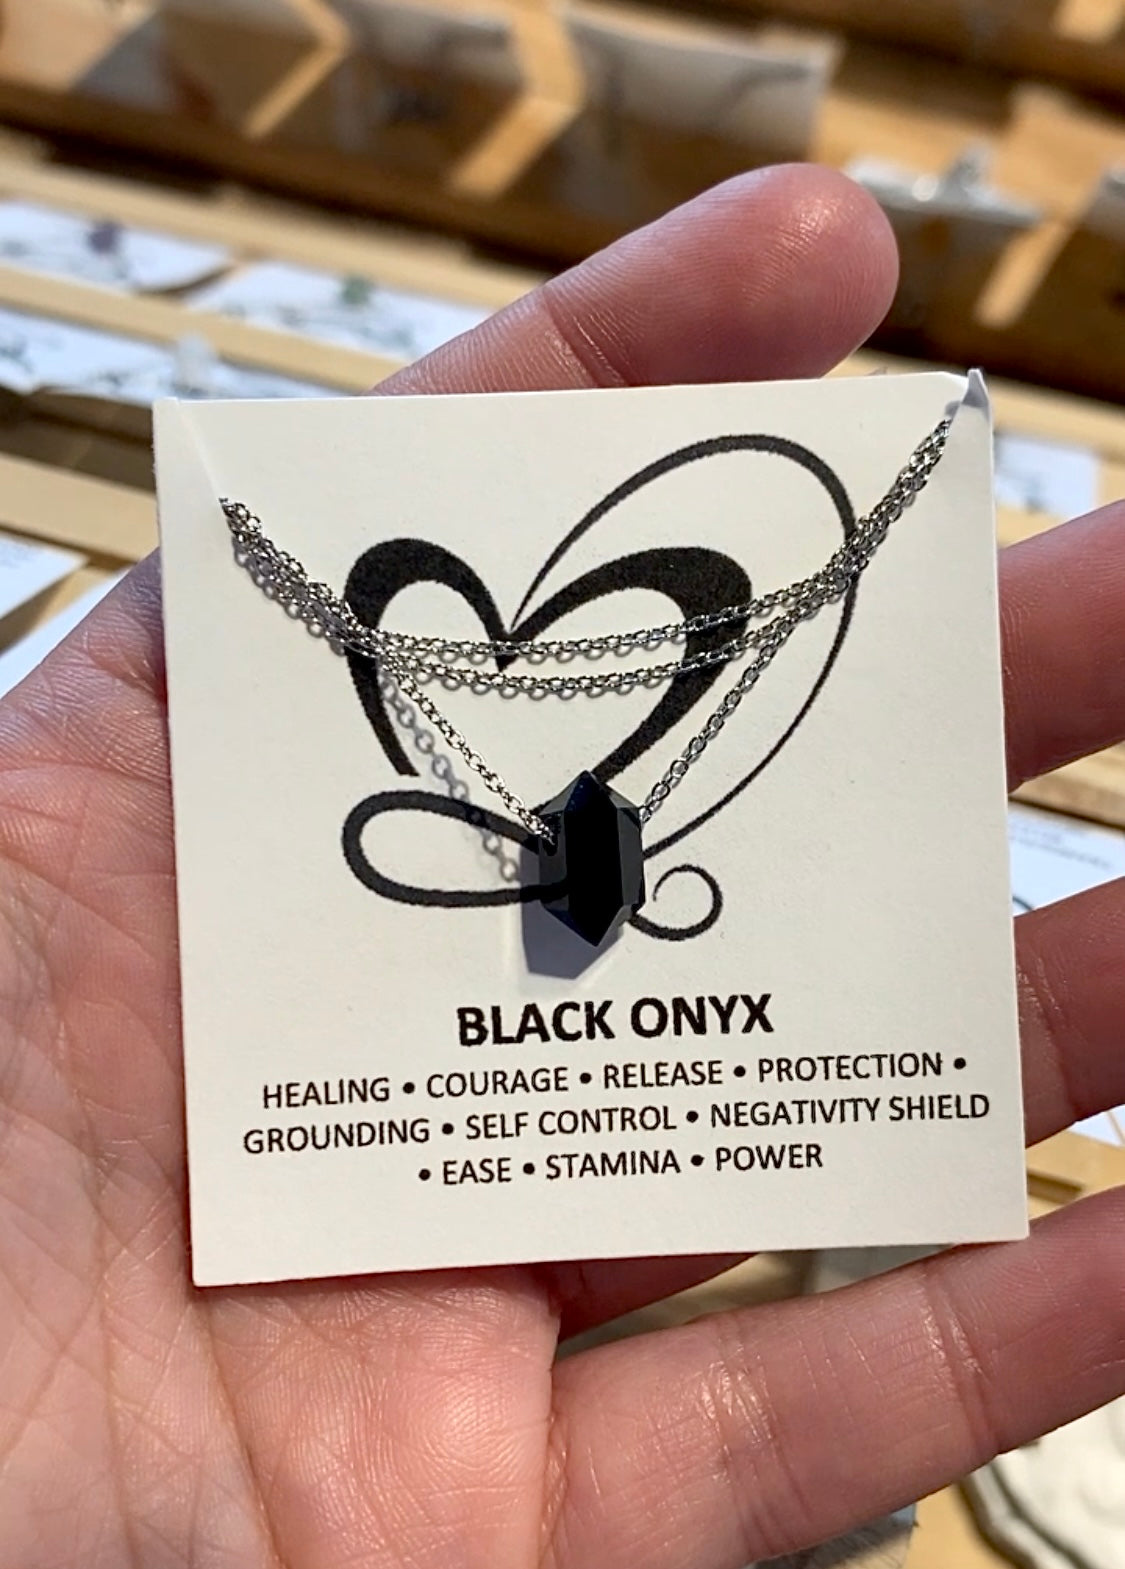 BLACK ONYX
HEALING • COURAGE • RELEASE • PROTECTION •
GROUNDING • SELF CONTROL • NEGATIVITY SHIELD
• EASE • STAMINA • POWER